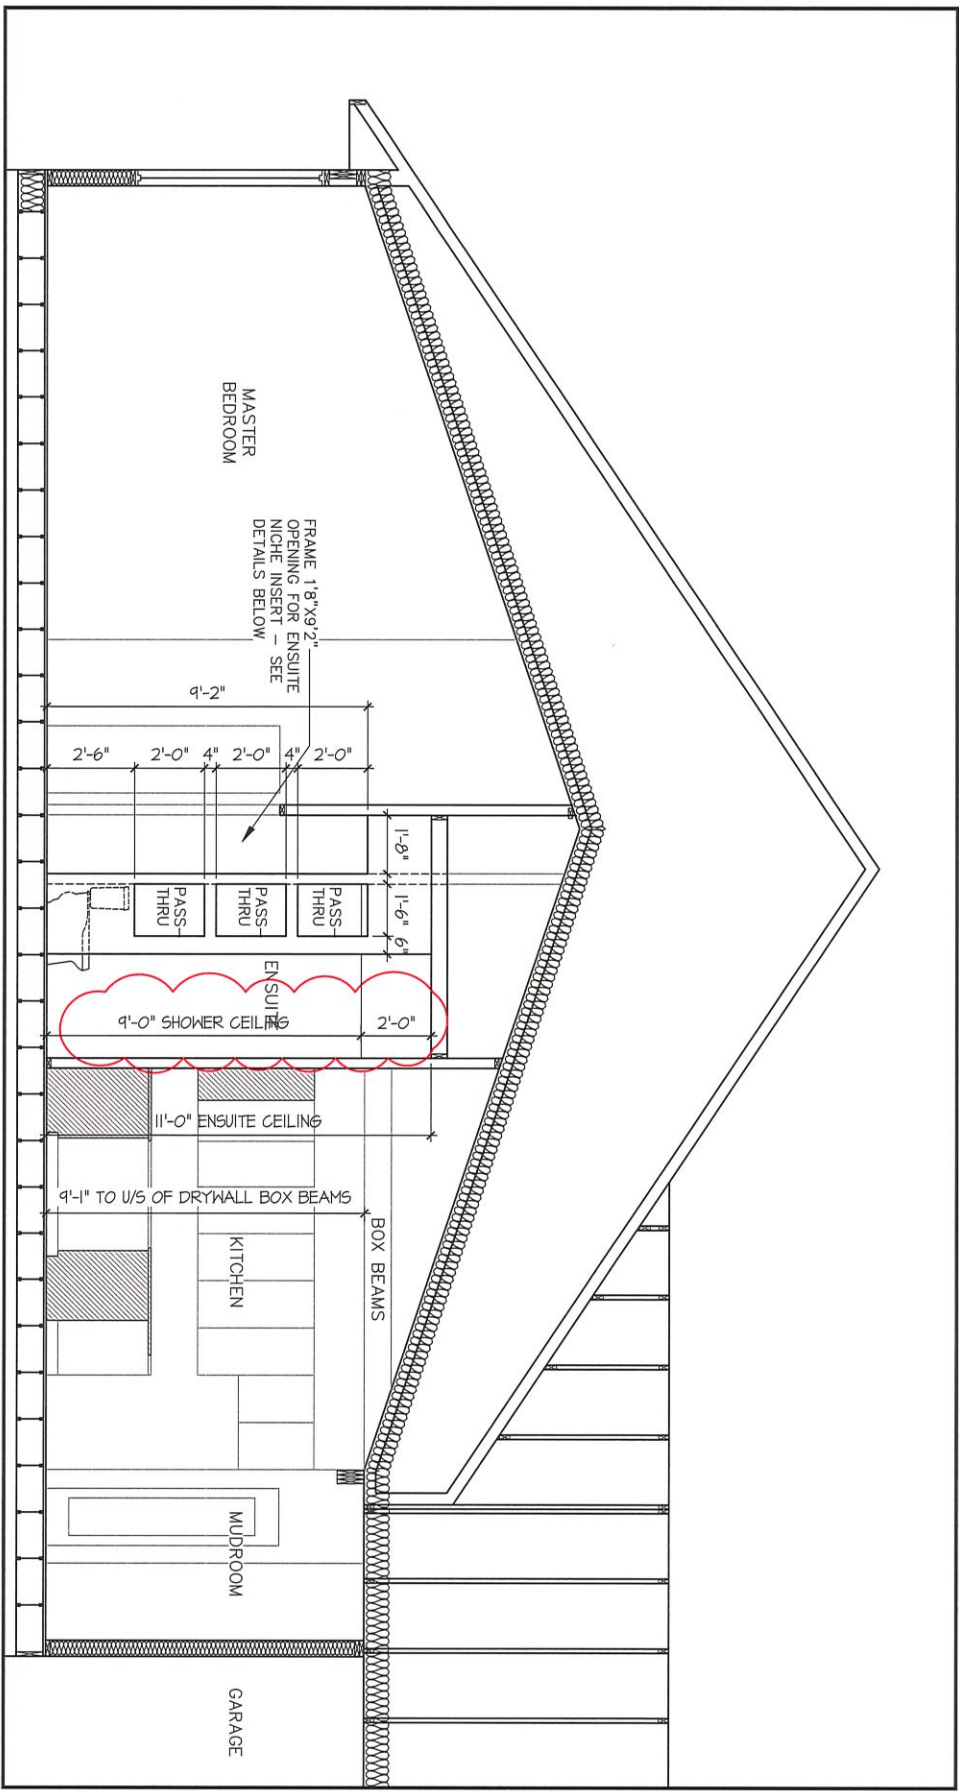 MASTER
BEDROOM
FRAME 1'8"X9'2"
OPENING FOR ENSUITE
NICHE INSERT – SEE
DETAILS BELOW
9'-2"
2'-6"
2'-0"
4"
2'-0"
4"
2'-0"
1'-8"
1'-6"
6"
PASS-
THRU
PASS-
THRU
PASS-
THRU
ENSUITE
9'-0" SHOWER CEILING
2'-0"
11'-0" ENSUITE CEILING
9'-1" TO U/S OF DRYWALL BOX BEAMS
BOX BEAMS
KITCHEN
MUDROOM
GARAGE